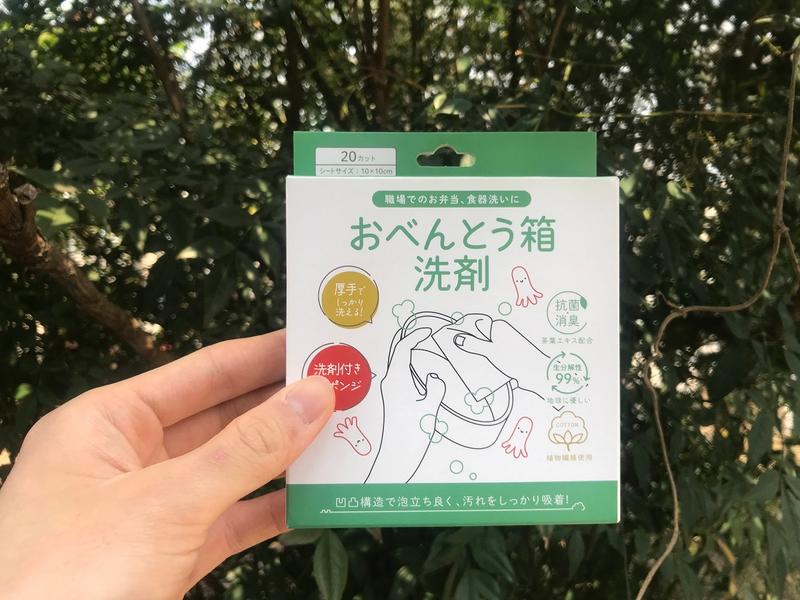 20カット
シートサイズ：10×10cm
職場でのお弁当、食器洗いに
おべんとう箱
洗剤
厚手で
しっかり
洗える!
洗剤付き
ポンジ
抗菌
消臭
茶葉エキス配合
生分解性
99%
地球に優しい
COTTON
植物繊維使用
凹凸構造で泡立ち良く、汚れをしっかり吸着!